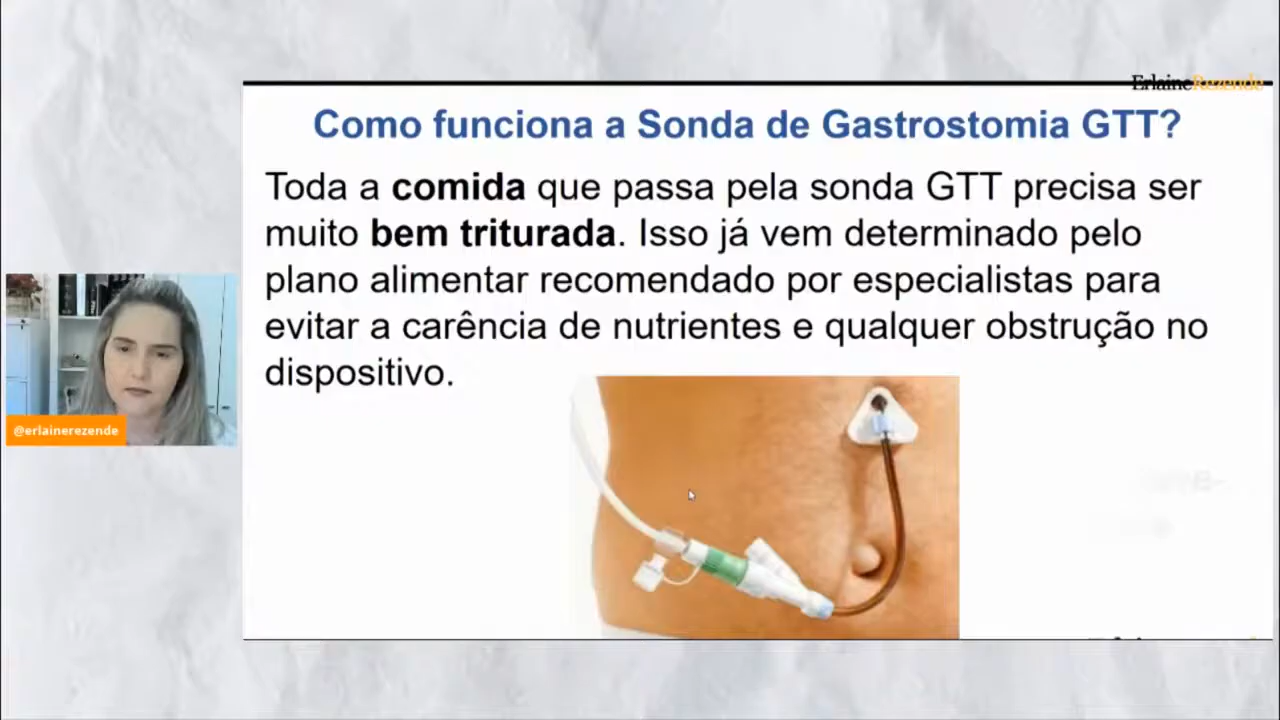 ErlaineRezende
Como funciona a Sonda de Gastrostomia GTT?
Toda a comida que passa pela sonda GTT precisa ser
muito bem triturada. Isso já vem determinado pelo
plano alimentar recomendado por especialistas para
evitar a carência de nutrientes e qualquer obstrução no
dispositivo.
@erlainerezende